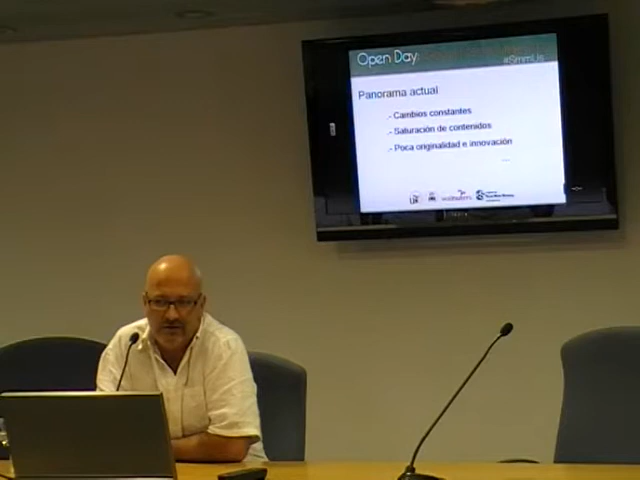 Open Day
#SmmUs
Panorama actual
.- Cambios constantes
.- Saturación de contenidos
.- Poca originalidad e innovación